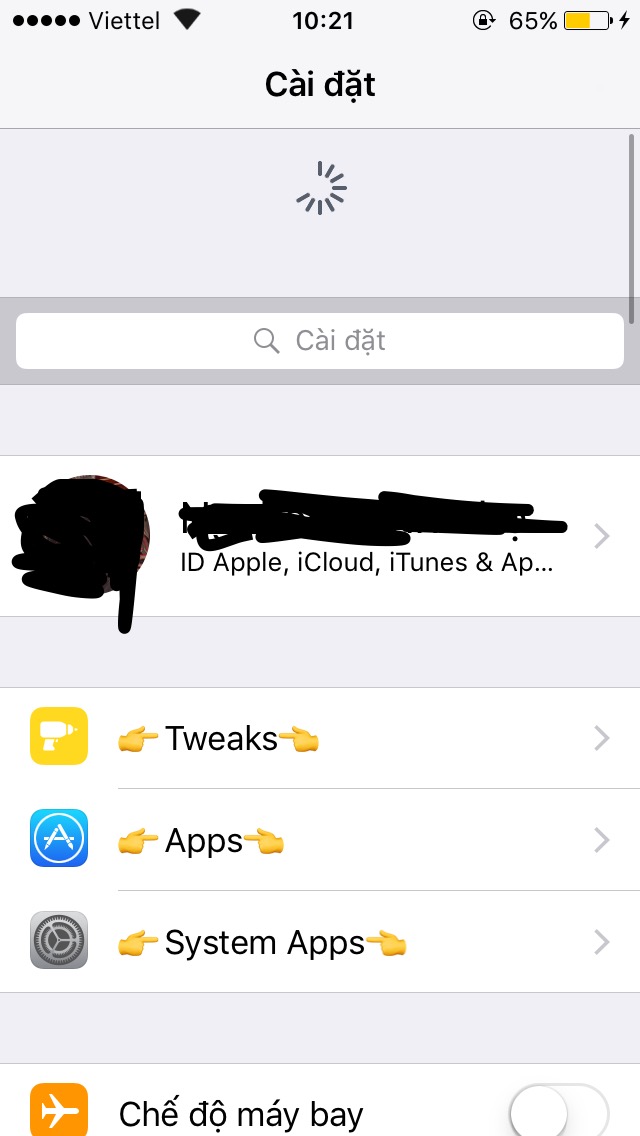 Viettel 10:21 65%
Cài đặt
Cài đặt
ID Apple, iCloud, iTunes & Ap...
👉Tweaks👈
👉Apps👈
👉System Apps👈
Chế độ máy bay